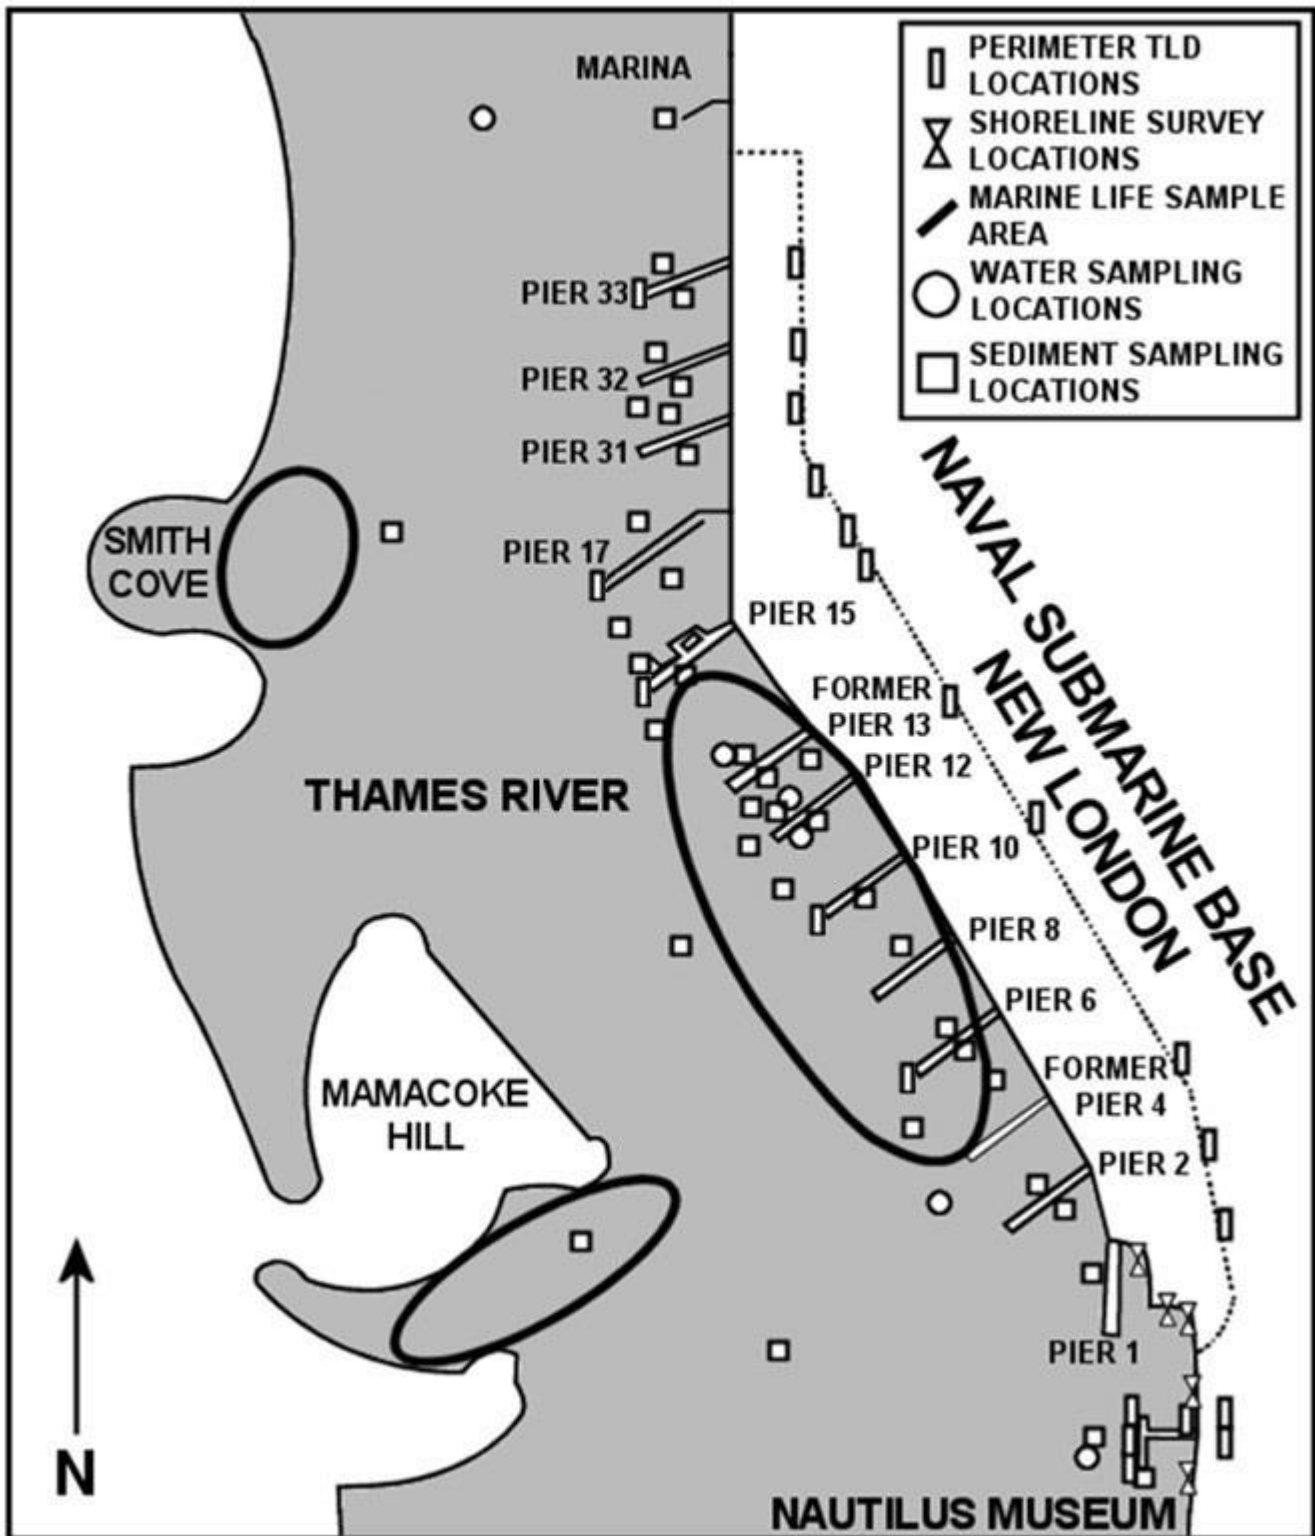 MARINA
PERIMETER TLD
LOCATIONS
SHORELINE SURVEY
LOCATIONS
MARINE LIFE SAMPLE
AREA
WATER SAMPLING
LOCATIONS
SEDIMENT SAMPLING
LOCATIONS
PIER 33
PIER 32
PIER 31
NAVAL SUBMARINE BASE
NEW LONDON
SMITH
COVE
PIER 17
PIER 15
FORMER
PIER 13
PIER 12
THAMES RIVER
PIER 10
PIER 8
PIER 6
FORMER
PIER 4
MAMACOKE
HILL
PIER 2
PIER 1
N
NAUTILUS MUSEUM